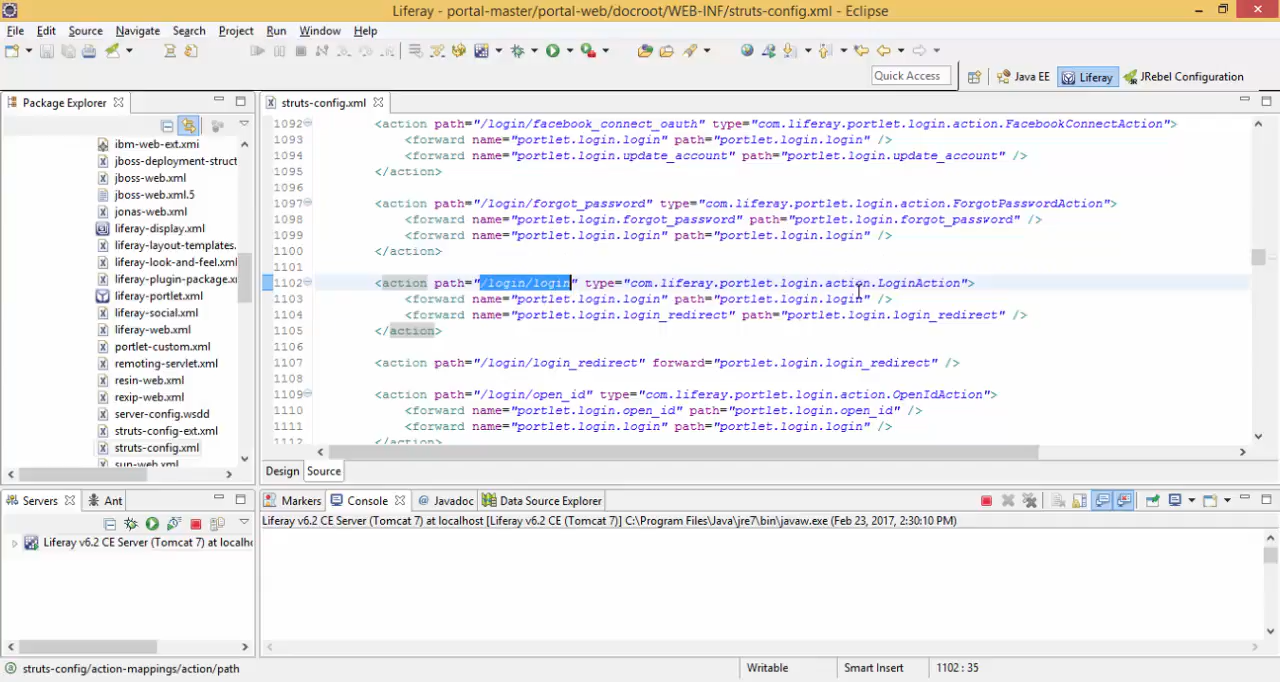 Liferay - portal-master/portal-web/docroot/WEB-INF/struts-config.xml - Eclipse
File Edit Source Navigate Search Project Run Window Help
Quick Access Java EE Liferay JRebel Configuration
Package Explorer
ibm-web-ext.xmi
jboss-deployment-struct
jboss-web.xml
jboss-web.xml.5
jonas-web.xml
liferay-display.xml
liferay-layout-templates.
liferay-look-and-feel.xml
liferay-plugin-package.x
liferay-portlet.xml
liferay-social.xml
liferay-web.xml
portlet-custom.xml
remoting-servlet.xml
resin-web.xml
rexip-web.xml
server-config.wsdd
struts-config-ext.xml
struts-config.xml
sun-web.xml
struts-config.xml
1092 <action path="/login/facebook_connect_oauth" type="com.liferay.portlet.login.action.FacebookConnectAction">
1093 <forward name="portlet.login.login" path="portlet.login.login" />
1094 <forward name="portlet.login.update_account" path="portlet.login.update_account" />
1095 </action>
1096
1097 <action path="/login/forgot_password" type="com.liferay.portlet.login.action.ForgotPasswordAction">
1098 <forward name="portlet.login.forgot_password" path="portlet.login.forgot_password" />
1099 <forward name="portlet.login.login" path="portlet.login.login" />
1100 </action>
1101
1102 <action path="/login/login" type="com.liferay.portlet.login.action.LoginAction">
1103 <forward name="portlet.login.login" path="portlet.login.login" />
1104 <forward name="portlet.login.login_redirect" path="portlet.login.login_redirect" />
1105 </action>
1106
1107 <action path="/login/login_redirect" forward="portlet.login.login_redirect" />
1108
1109 <action path="/login/open_id" type="com.liferay.portlet.login.action.OpenIdAction">
1110 <forward name="portlet.login.open_id" path="portlet.login.open_id" />
1111 <forward name="portlet.login.login" path="portlet.login.login" />
1112 </action>
Design Source
Servers Ant
Liferay v6.2 CE Server (Tomcat 7) at localho
Markers Console Javadoc Data Source Explorer
Liferay v6.2 CE Server (Tomcat 7) at localhost [Liferay v6.2 CE (Tomcat 7)] C:\Program Files\Java\jre7\bin\javaw.exe (Feb 23, 2017, 2:30:10 PM)
struts-config/action-mappings/action/path Writable Smart Insert 1102 : 35